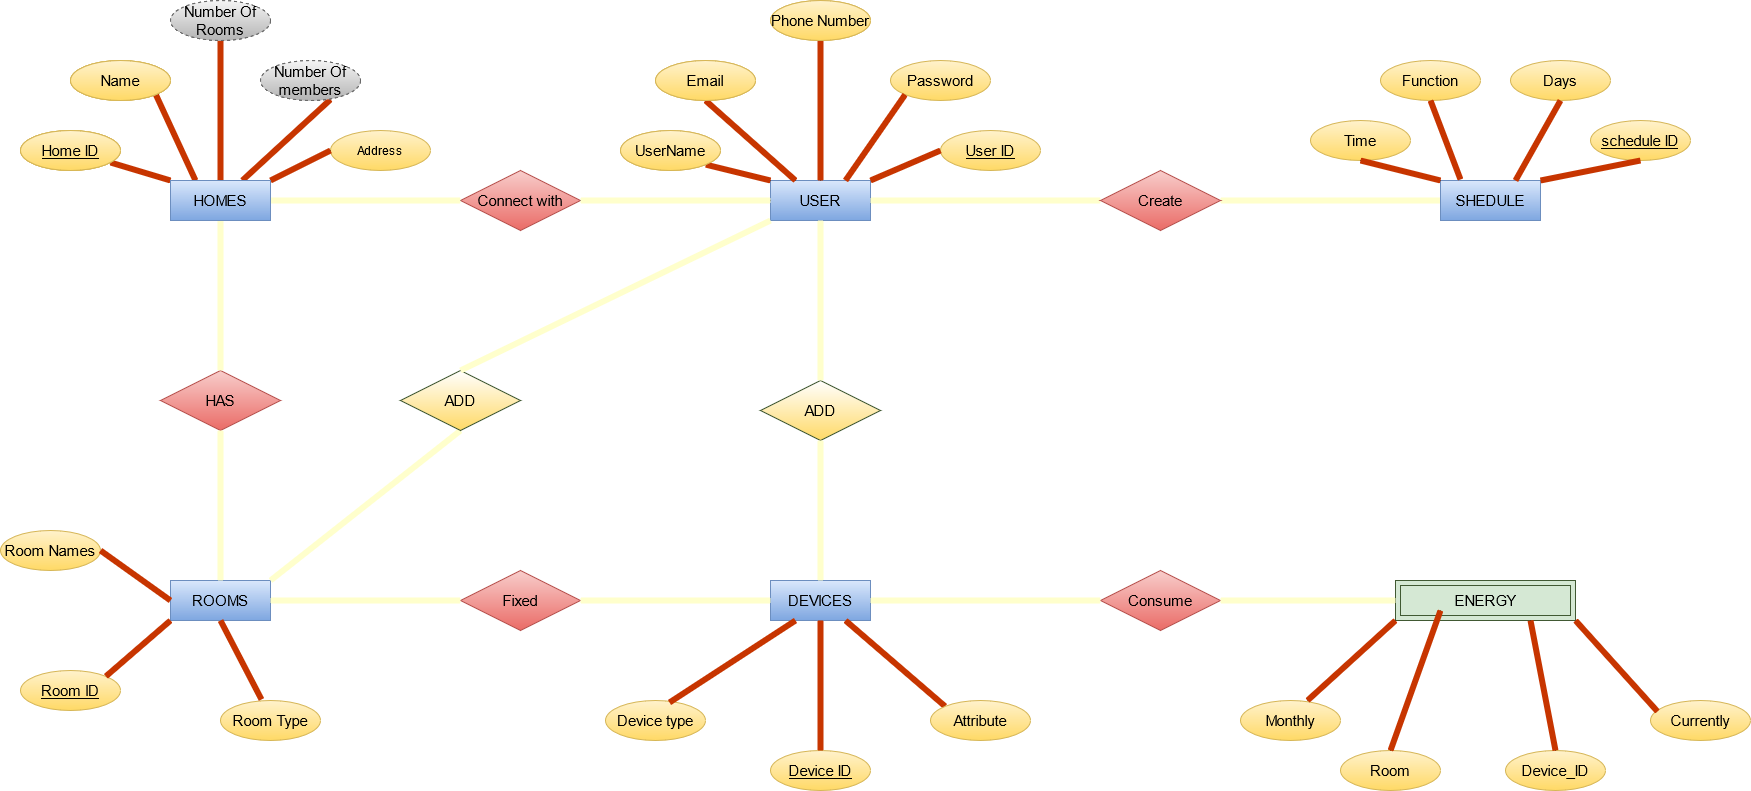 Number Of
Rooms
Phone Number
Name
Number Of
members
Email
Password
Function
Days
Home ID
Address
UserName
User ID
Time
schedule ID
HOMES
Connect with
USER
Create
SHEDULE
HAS
ADD
ADD
Room Names
ROOMS
Fixed
DEVICES
Consume
ENERGY
Room ID
Room Type
Device type
Attribute
Monthly
Currently
Device ID
Room
Device_ID